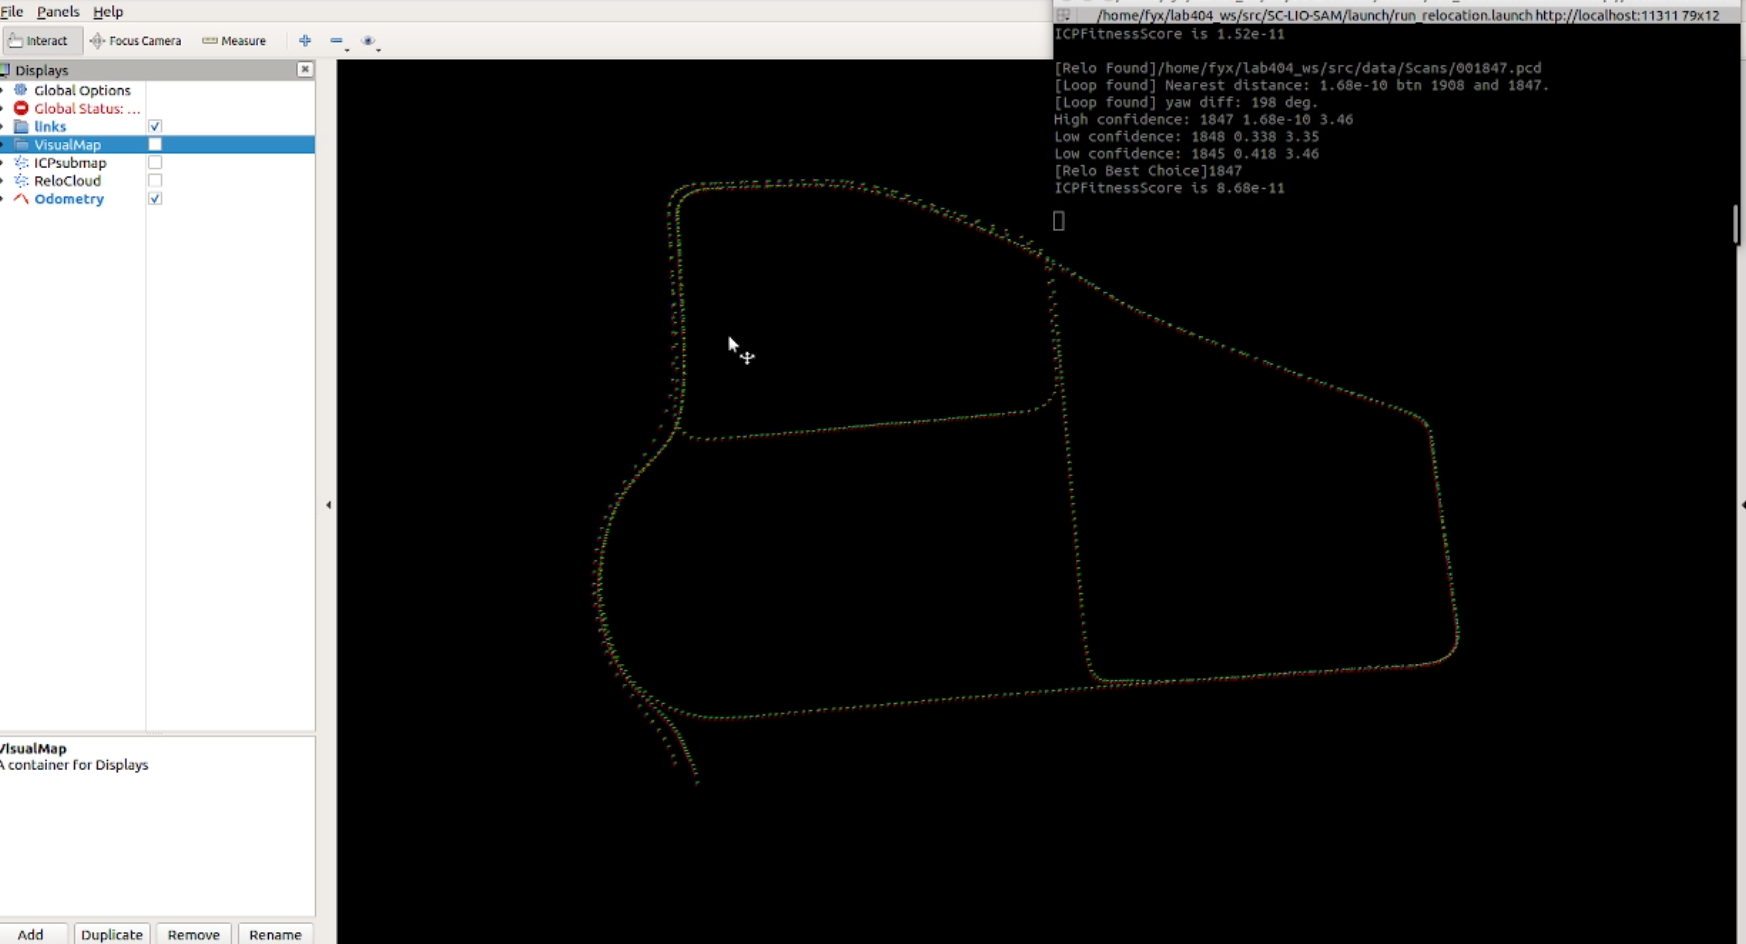 File Panels Help
Interact Focus Camera Measure
Displays
Global Options
Global Status: ...
links
VisualMap
ICPsubmap
ReloCloud
Odometry
VisualMap
A container for Displays
Add Duplicate Remove Rename
/home/fyx/lab404_ws/src/SC-LIO-SAM/launch/run_relocation.launch http://localhost:11311 79x12
ICPFitnessScore is 1.52e-11
[Relo Found]/home/fyx/lab404_ws/src/data/Scans/001847.pcd
[Loop found] Nearest distance: 1.68e-10 btn 1908 and 1847.
[Loop found] yaw diff: 198 deg.
High confidence: 1847 1.68e-10 3.46
Low confidence: 1848 0.338 3.35
Low confidence: 1845 0.418 3.46
[Relo Best Choice]1847
ICPFitnessScore is 8.68e-11